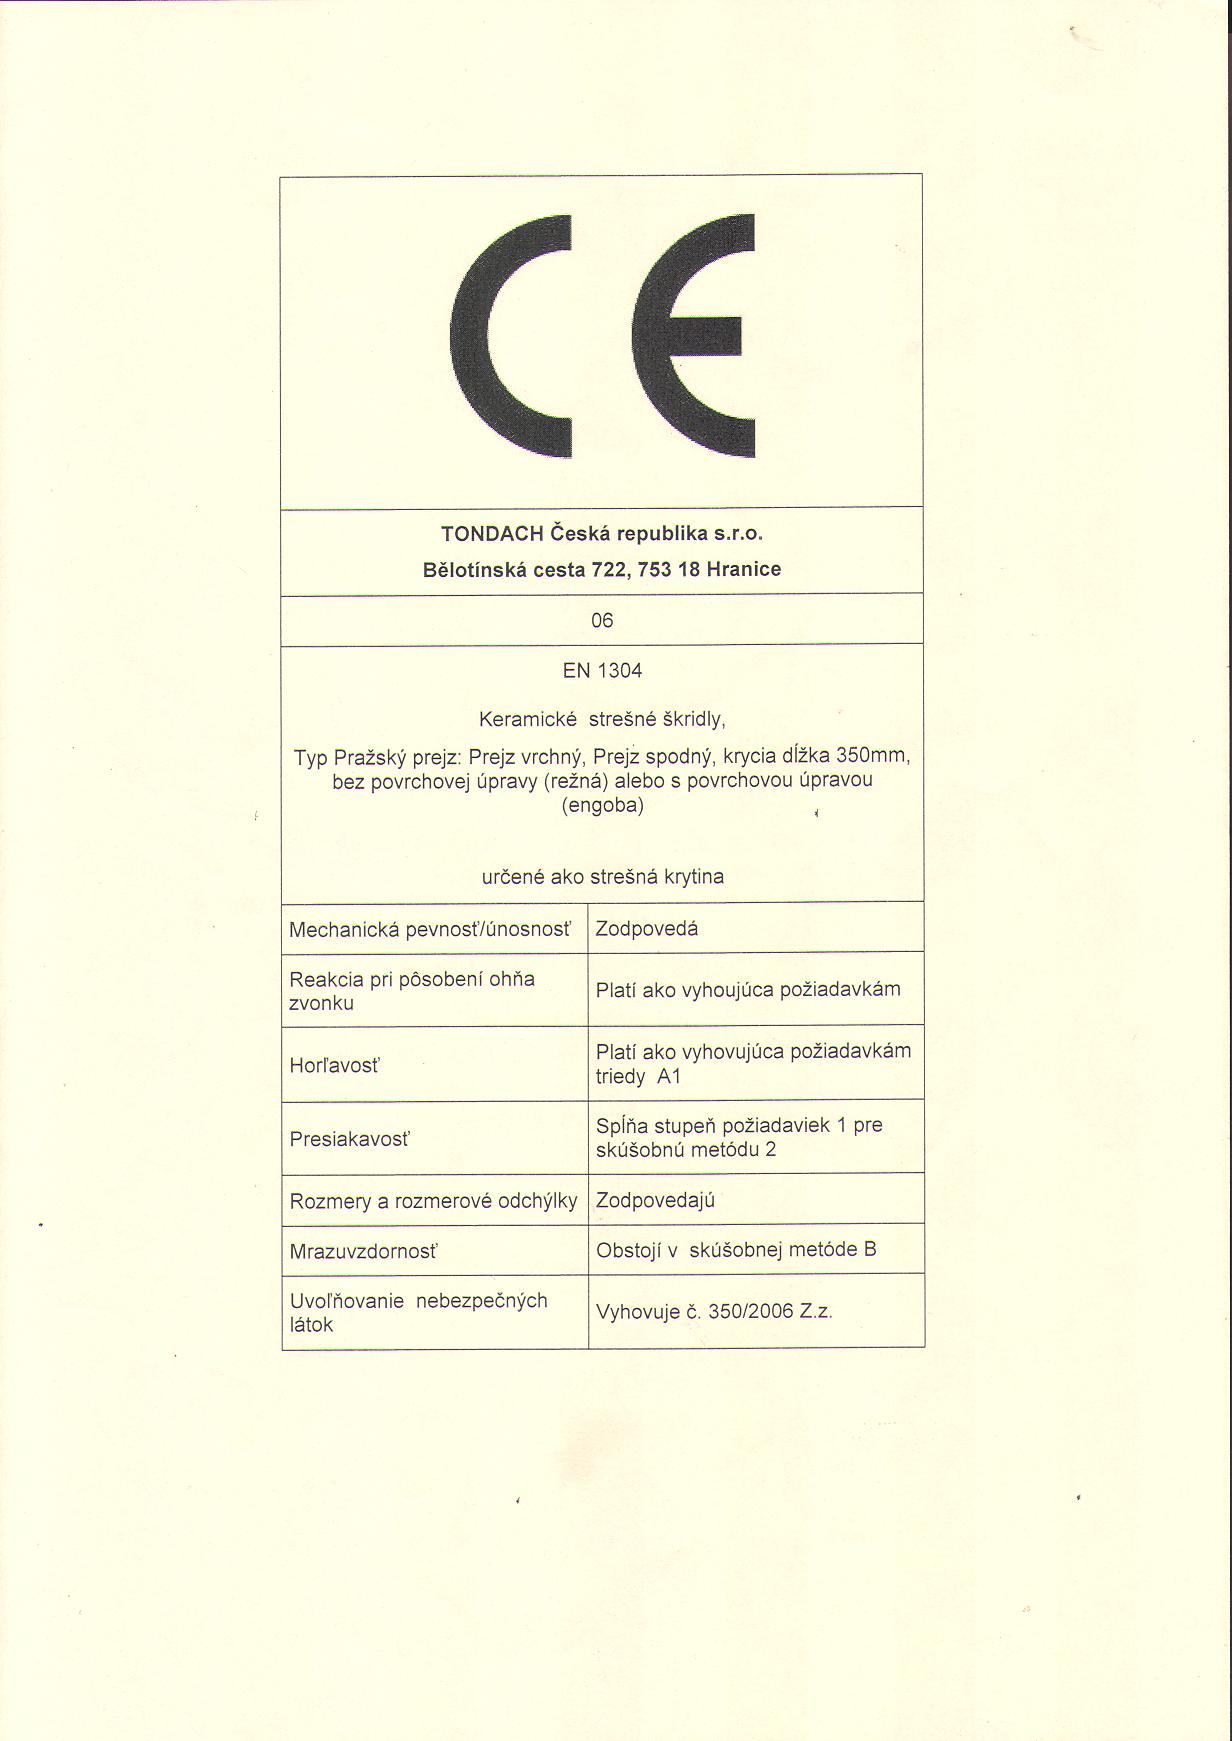 CE
TONDACH Česká republika s.r.o.
Bělotínská cesta 722, 753 18 Hranice
06
EN 1304
Keramické strešné škridly,
Typ Pražský prejz: Prejz vrchný, Prejz spodný, krycia dĺžka 350mm,
bez povrchovej úpravy (režná) alebo s povrchovou úpravou
(engoba)
určené ako strešná krytina
Mechanická pevnosť/únosnosť
Zodpovedá
Reakcia pri pôsobení ohňa
zvonku
Platí ako vyhoujúca požiadavkám
Horľavosť
Platí ako vyhovujúca požiadavkám
triedy A1
Presiakavosť
Spĺňa stupeň požiadaviek 1 pre
skúšobnú metódu 2
Rozmery a rozmerové odchýlky
Zodpovedajú
Mrazuvzdornosť
Obstojí v skúšobnej metóde B
Uvoľňovanie nebezpečných
látok
Vyhovuje č. 350/2006 Z.z.